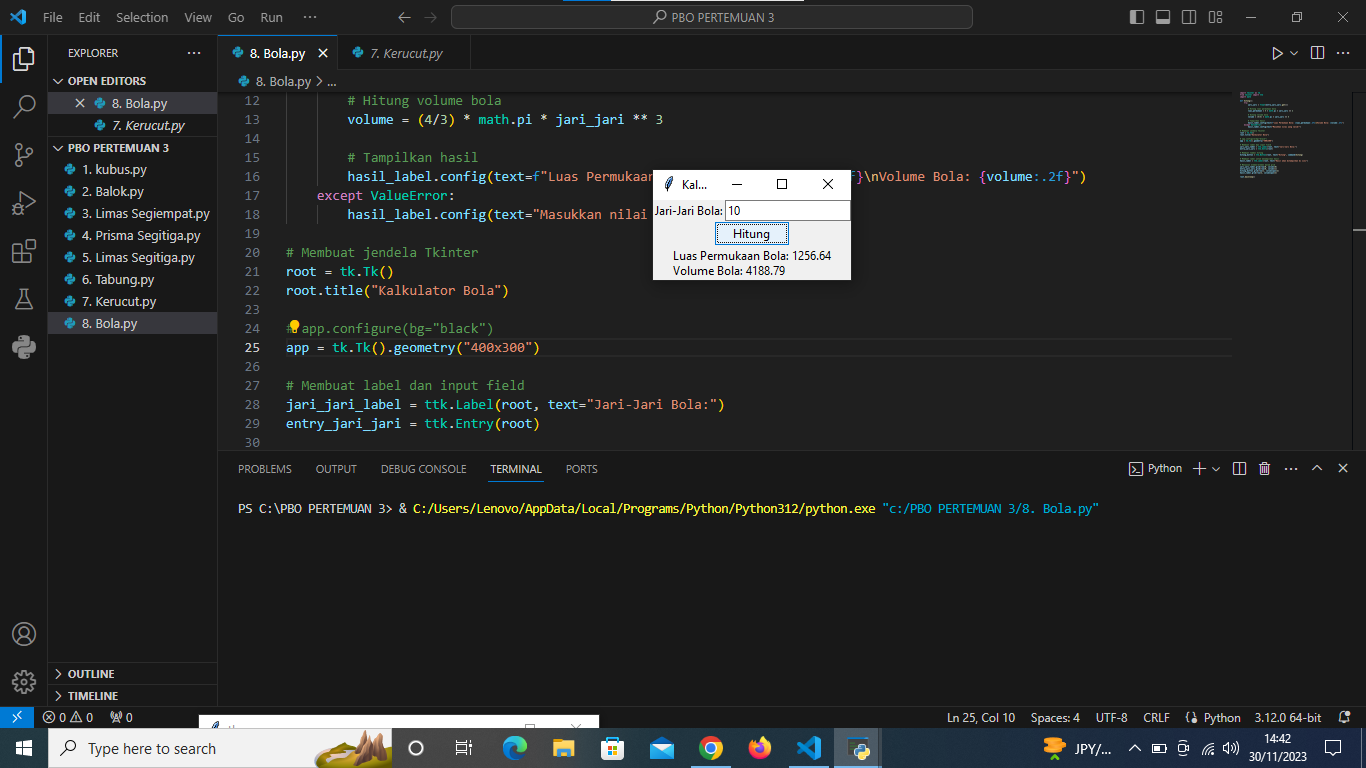 File Edit Selection View Go Run ··· PBO PERTEMUAN 3
EXPLORER ···
OPEN EDITORS
8. Bola.py
7. Kerucut.py
PBO PERTEMUAN 3
1. kubus.py
2. Balok.py
3. Limas Segiempat.py
4. Prisma Segitiga.py
5. Limas Segitiga.py
6. Tabung.py
7. Kerucut.py
8. Bola.py
OUTLINE
TIMELINE
8. Bola.py 7. Kerucut.py
8. Bola.py > ...
12 # Hitung volume bola
13 volume = (4/3) * math.pi * jari_jari ** 3
14
15 # Tampilkan hasil
16 hasil_label.config(text=f"Luas Permukaan f}\nVolume Bola: {volume:.2f}")
17 except ValueError:
18 hasil_label.config(text="Masukkan nilai
19
20 # Membuat jendela Tkinter
21 root = tk.Tk()
22 root.title("Kalkulator Bola")
23
24 # app.configure(bg="black")
25 app = tk.Tk().geometry("400x300")
26
27 # Membuat label dan input field
28 jari_jari_label = ttk.Label(root, text="Jari-Jari Bola:")
29 entry_jari_jari = ttk.Entry(root)
30
Kal...
Jari-Jari Bola: 10
Hitung
Luas Permukaan Bola: 1256.64
Volume Bola: 4188.79
PROBLEMS OUTPUT DEBUG CONSOLE TERMINAL PORTS Python
PS C:\PBO PERTEMUAN 3> & C:/Users/Lenovo/AppData/Local/Programs/Python/Python312/python.exe "c:/PBO PERTEMUAN 3/8. Bola.py"
0 0 0 Ln 25, Col 10 Spaces: 4 UTF-8 CRLF Python 3.12.0 64-bit
Type here to search JPY/... 14:42
30/11/2023